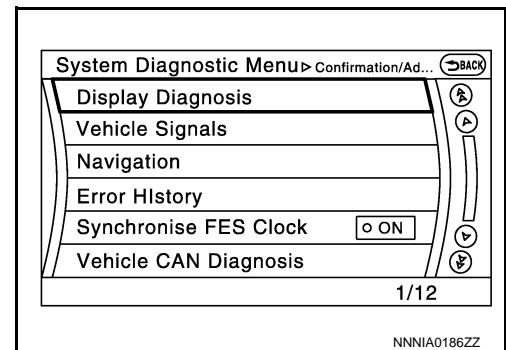 System Diagnostic Menu ▷ Confirmation/Ad... BACK
Display Diagnosis
Vehicle Signals
Navigation
Error HIstory
Synchronise FES Clock ON
Vehicle CAN Diagnosis
1/12
NNNIA0186ZZ